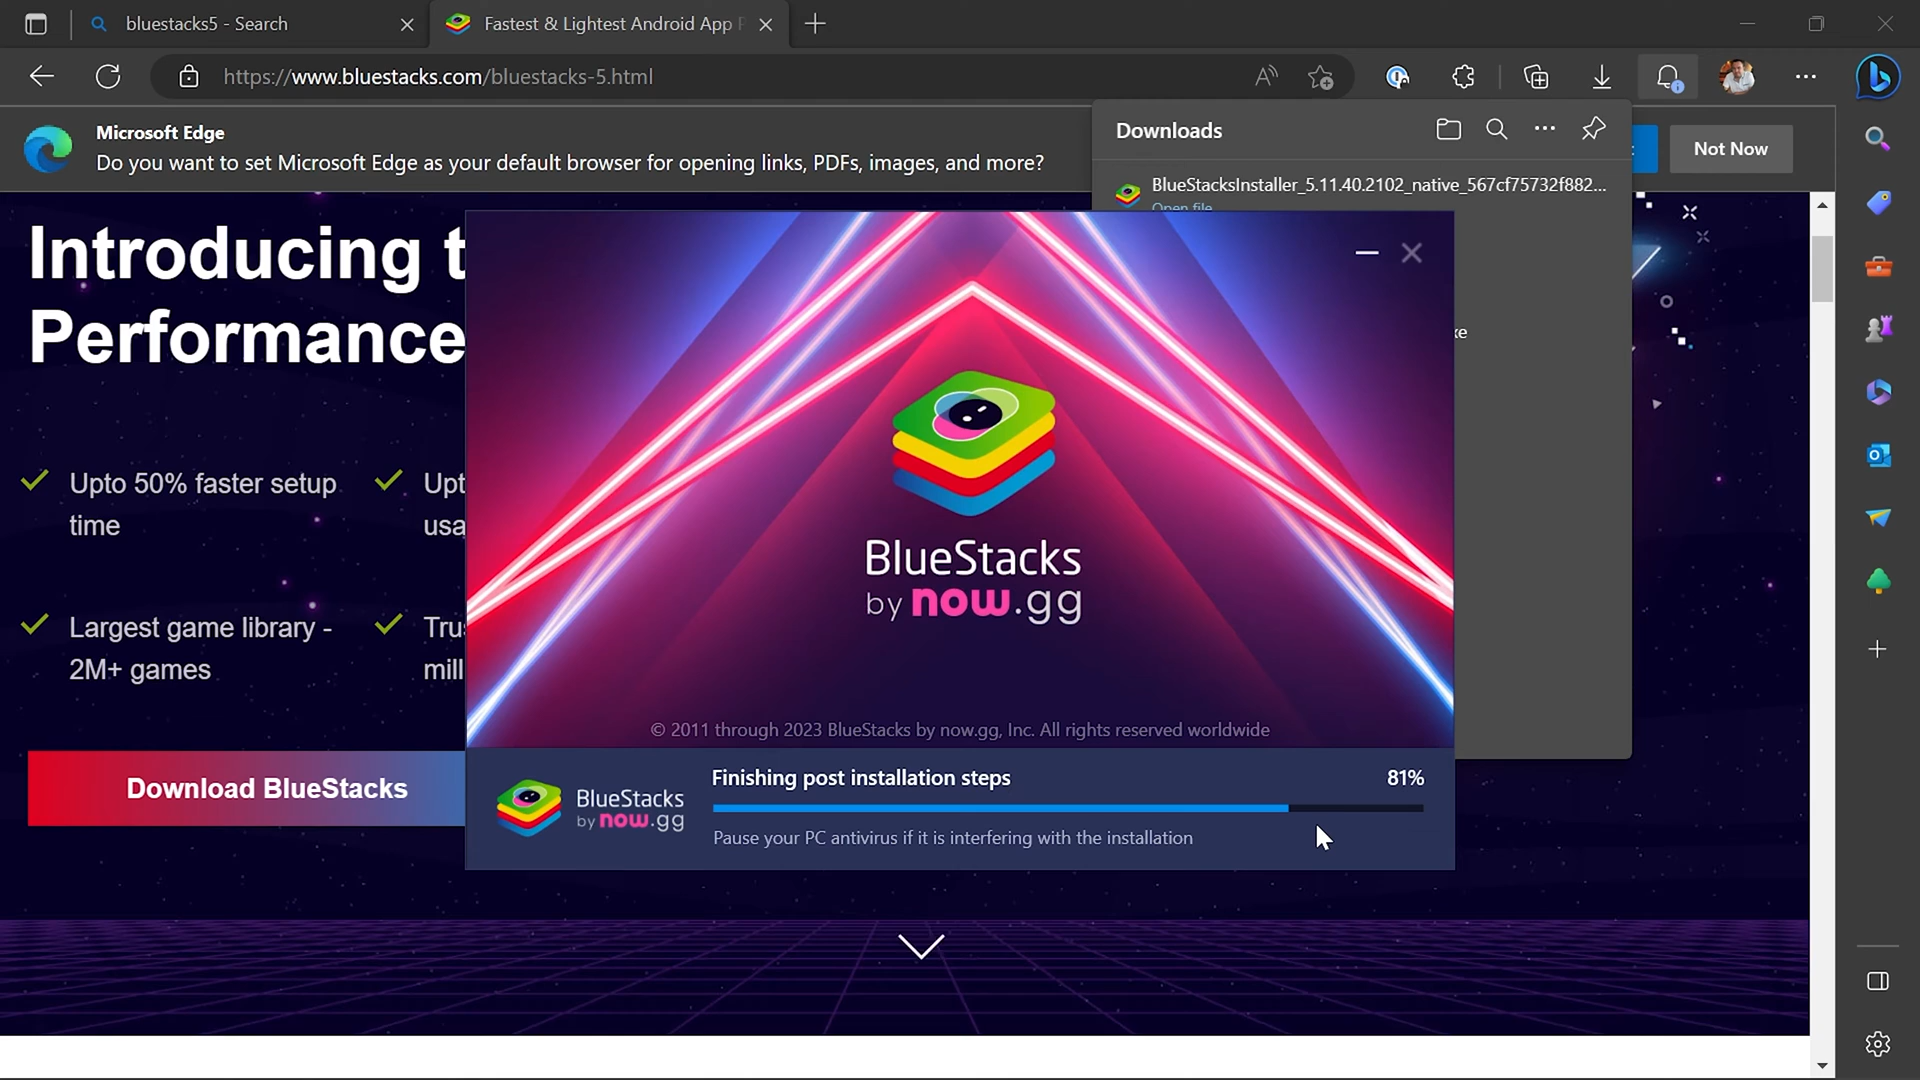 bluestacks5 - Search
Fastest & Lightest Android App P
https://www.bluestacks.com/bluestacks-5.html
Microsoft Edge
Do you want to set Microsoft Edge as your default browser for opening links, PDFs, images, and more?
Not Now
Downloads
BlueStacksInstaller_5.11.40.2102_native_567cf75732f882...
Open file
xe
Introducing t
Performance
Upto 50% faster setup
time
Upt
usa
Largest game library -
2M+ games
Tru
mill
Download BlueStacks
BlueStacks
by now.gg
© 2011 through 2023 BlueStacks by now.gg, Inc. All rights reserved worldwide
BlueStacks
by now.gg
Finishing post installation steps
81%
Pause your PC antivirus if it is interfering with the installation